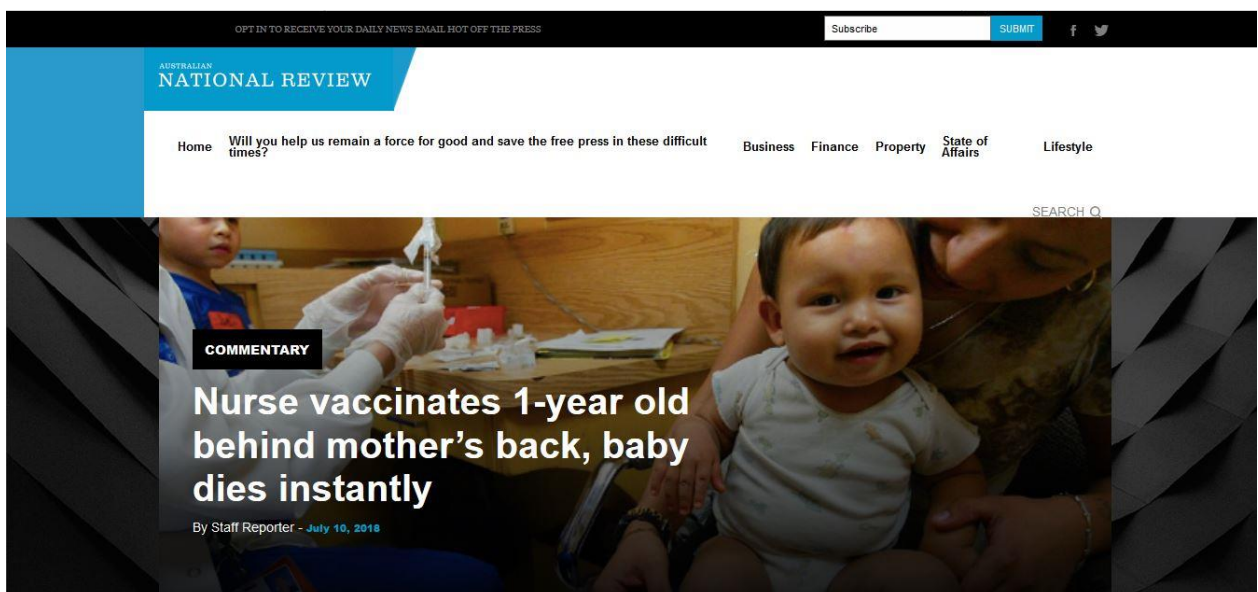 OPT IN TO RECEIVE YOUR DAILY NEWS EMAIL HOT OFF THE PRESS
Subscribe
SUBMIT
AUSTRALIAN
NATIONAL REVIEW
Home
Will you help us remain a force for good and save the free press in these difficult
times?
Business
Finance
Property
State of
Affairs
Lifestyle
SEARCH
COMMENTARY
Nurse vaccinates 1-year old
behind mother's back, baby
dies instantly
By Staff Reporter - July 10, 2018